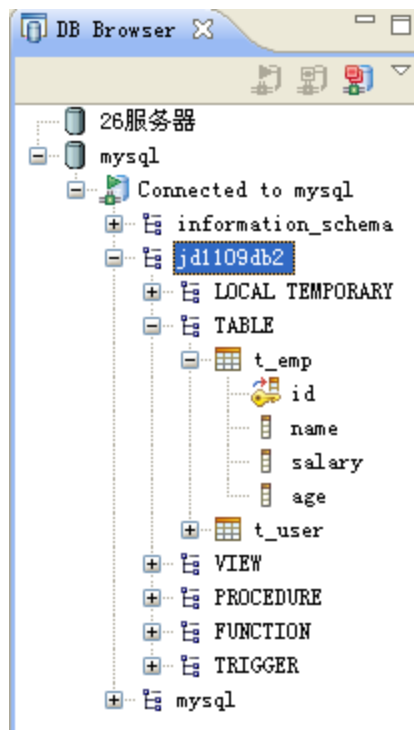 DB Browser
26服务器
mysql
Connected to mysql
information_schema
jd1109db2
LOCAL TEMPORARY
TABLE
t_emp
id
name
salary
age
t_user
VIEW
PROCEDURE
FUNCTION
TRIGGER
mysql